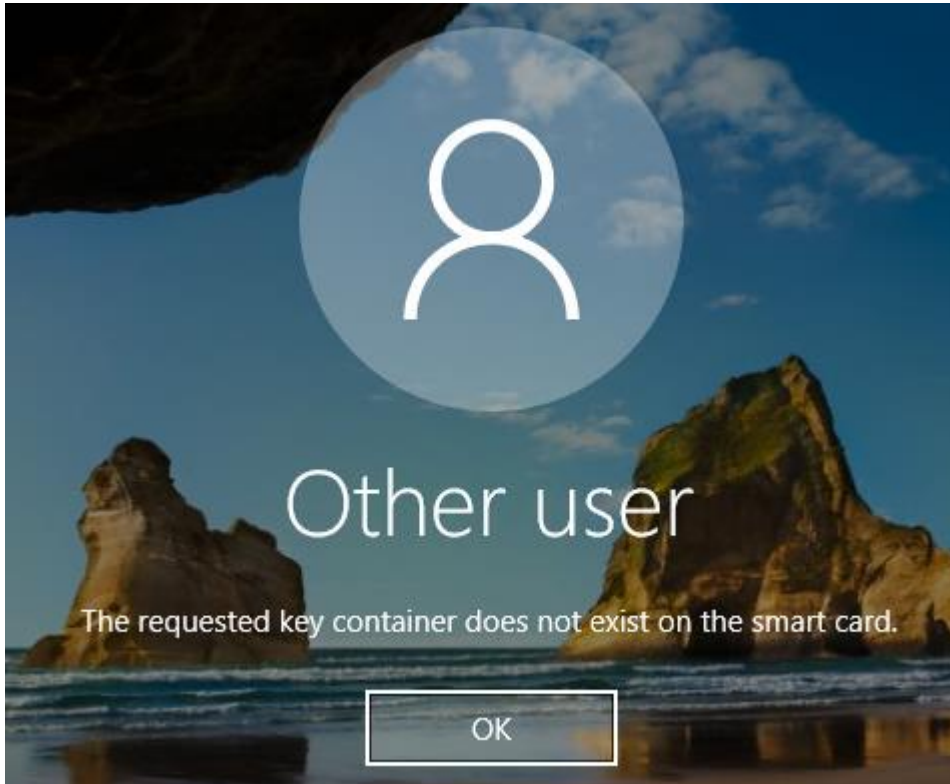 Other user
The requested key container does not exist on the smart card.
OK